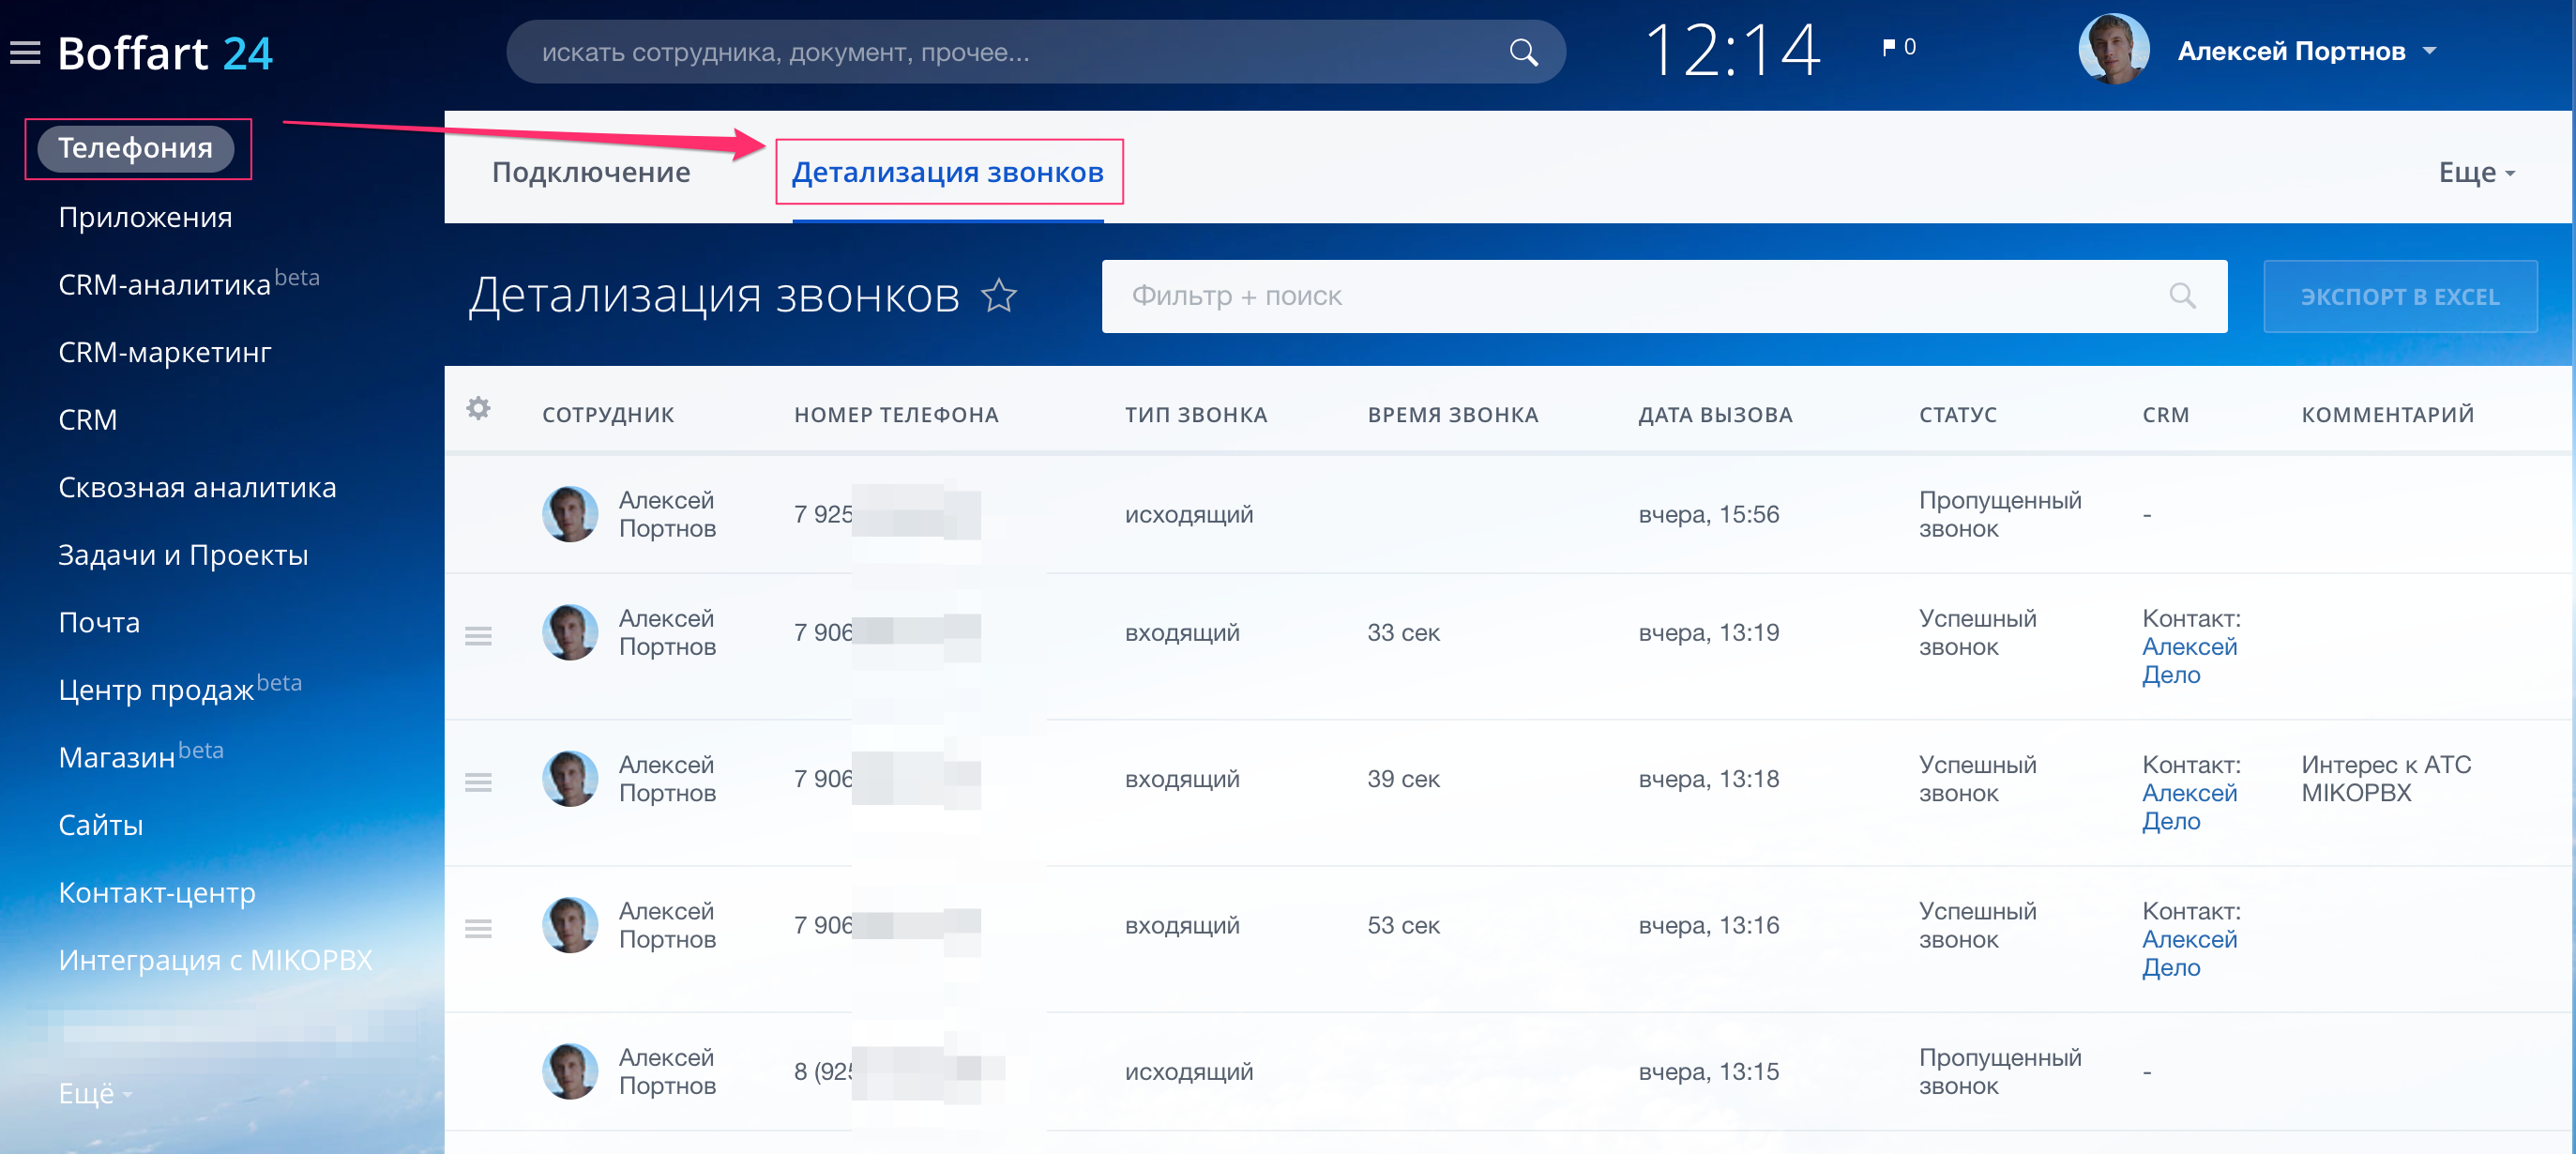 Boffart 24
искать сотрудника, документ, прочее...
12:14
0
Алексей Портнов
Телефония
Приложения
CRM-аналитика beta
CRM-маркетинг
CRM
Сквозная аналитика
Задачи и Проекты
Почта
Центр продаж beta
Магазин beta
Сайты
Контакт-центр
Интеграция с MIKOPBX
Ещё
Подключение
Детализация звонков
Еще
Детализация звонков
Фильтр + поиск
ЭКСПОРТ В EXCEL
СОТРУДНИК НОМЕР ТЕЛЕФОНА ТИП ЗВОНКА ВРЕМЯ ЗВОНКА ДАТА ВЫЗОВА СТАТУС CRM КОММЕНТАРИЙ
Алексей
Портнов
7 925
исходящий
вчера, 15:56
Пропущенный
звонок
-
Алексей
Портнов
7 906
входящий
33 сек
вчера, 13:19
Успешный
звонок
Контакт:
Алексей
Дело
Алексей
Портнов
7 906
входящий
39 сек
вчера, 13:18
Успешный
звонок
Контакт:
Алексей
Дело
Интерес к АТС
MIKOPBX
Алексей
Портнов
7 906
входящий
53 сек
вчера, 13:16
Успешный
звонок
Контакт:
Алексей
Дело
Алексей
Портнов
8 (925
исходящий
вчера, 13:15
Пропущенный
звонок
-